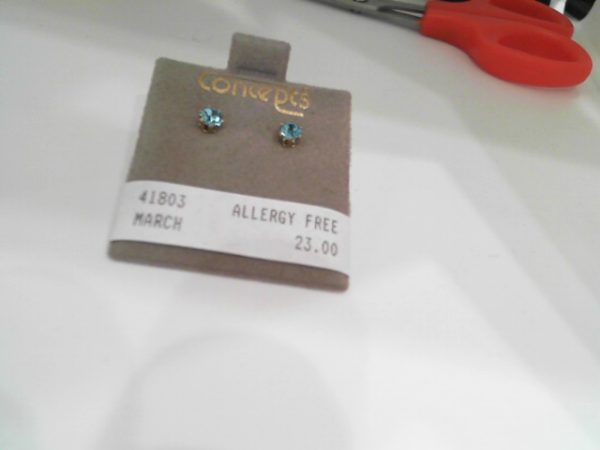 Concepts
41803
MARCH
ALLERGY FREE
23.00